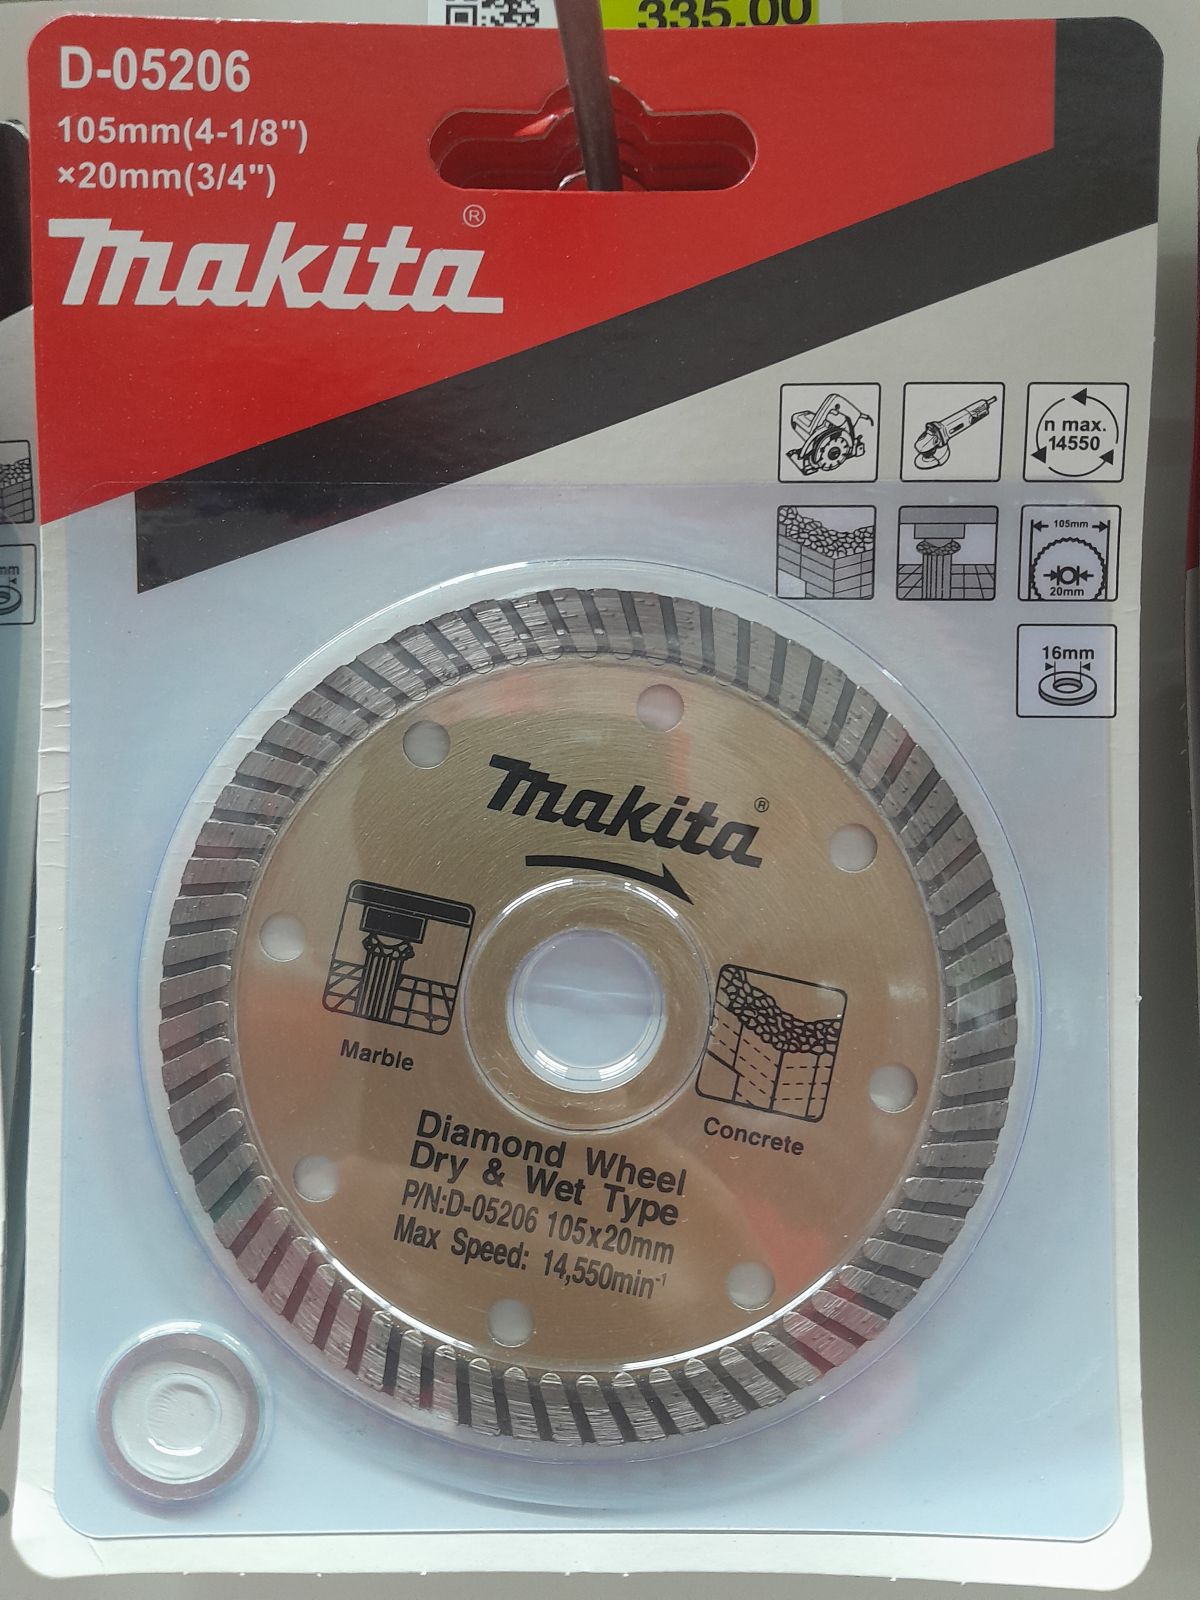 335.00
D-05206
105mm(4-1/8")
×20mm(3/4")
makita®
n max.
14550
105mm
20mm
16mm
makita®
Marble
Concrete
Diamond Wheel
Dry & Wet Type
P/N:D-05206 105x20mm
Max Speed: 14,550min⁻¹